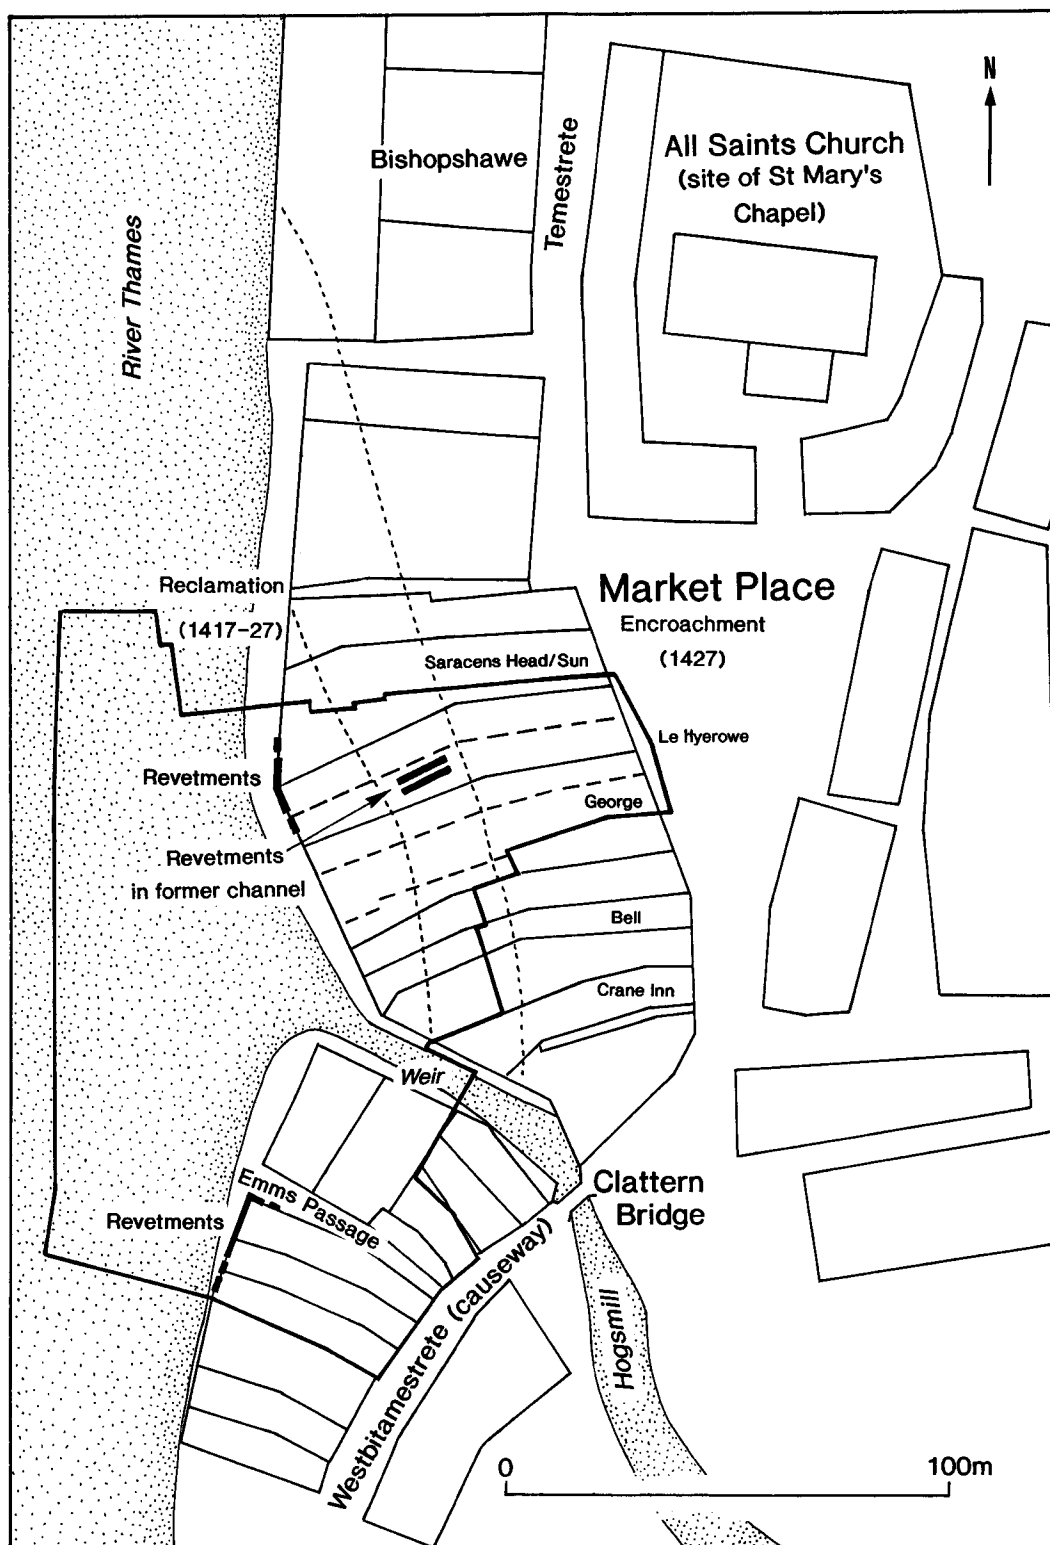 N
Bishopshawe
Temestrete
All Saints Church
(site of St Mary's
Chapel)
River Thames
Reclamation
(1417-27)
Market Place
Encroachment
(1427)
Saracens Head/Sun
Le Hyerowe
Revetments
George
Revetments
in former channel
Bell
Crane Inn
Weir
Emms Passage
Revetments
Clattern
Bridge
Westbitamestrete (causeway)
Hogsmill
0
100m